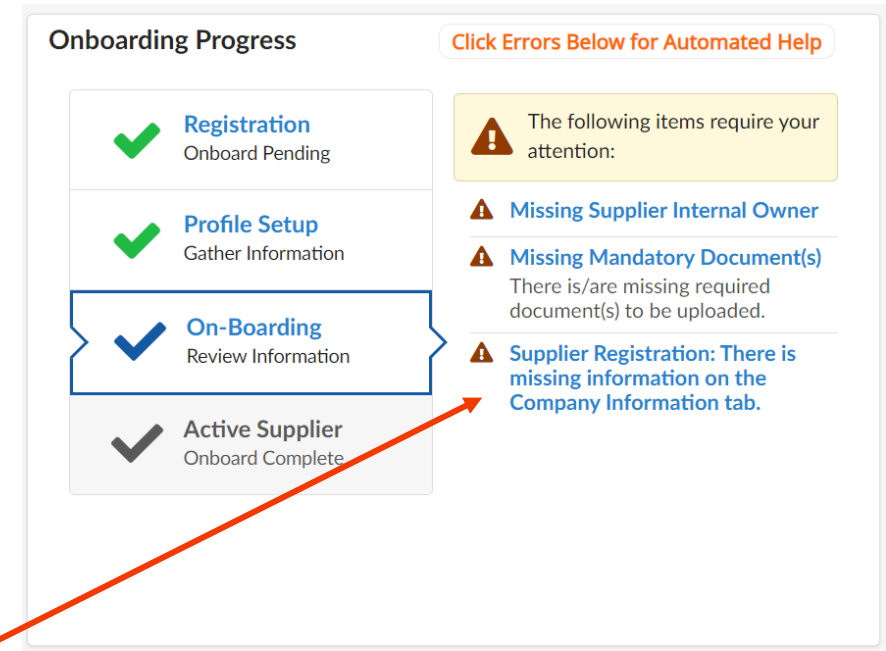 Onboarding Progress
Click Errors Below for Automated Help
Registration
Onboard Pending
Profile Setup
Gather Information
On-Boarding
Review Information
Active Supplier
Onboard Complete
The following items require your
attention:
Missing Supplier Internal Owner
Missing Mandatory Document(s)
There is/are missing required
document(s) to be uploaded.
Supplier Registration: There is
missing information on the
Company Information tab.